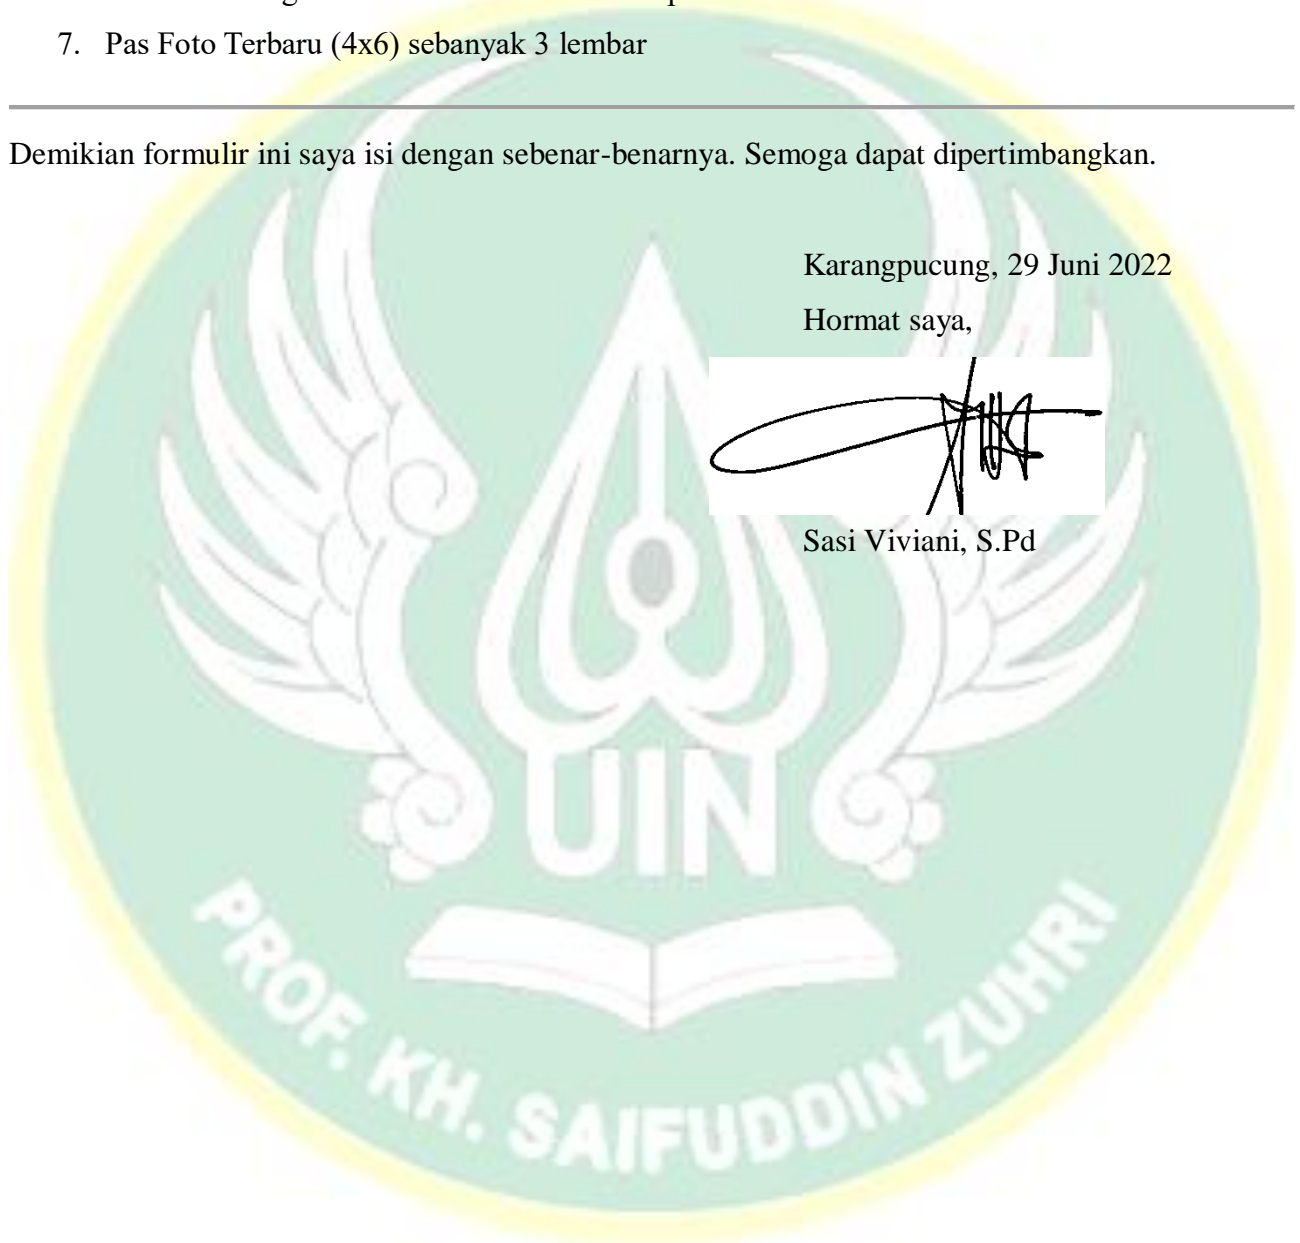 7. Pas Foto Terbaru (4x6) sebanyak 3 lembar
Demikian formulir ini saya isi dengan sebenar-benarnya. Semoga dapat dipertimbangkan.
Karangpucung, 29 Juni 2022
Hormat saya,
Sasi Viviani, S.Pd
UIN
PROF. KH. SAIFUDDIN ZUHRI